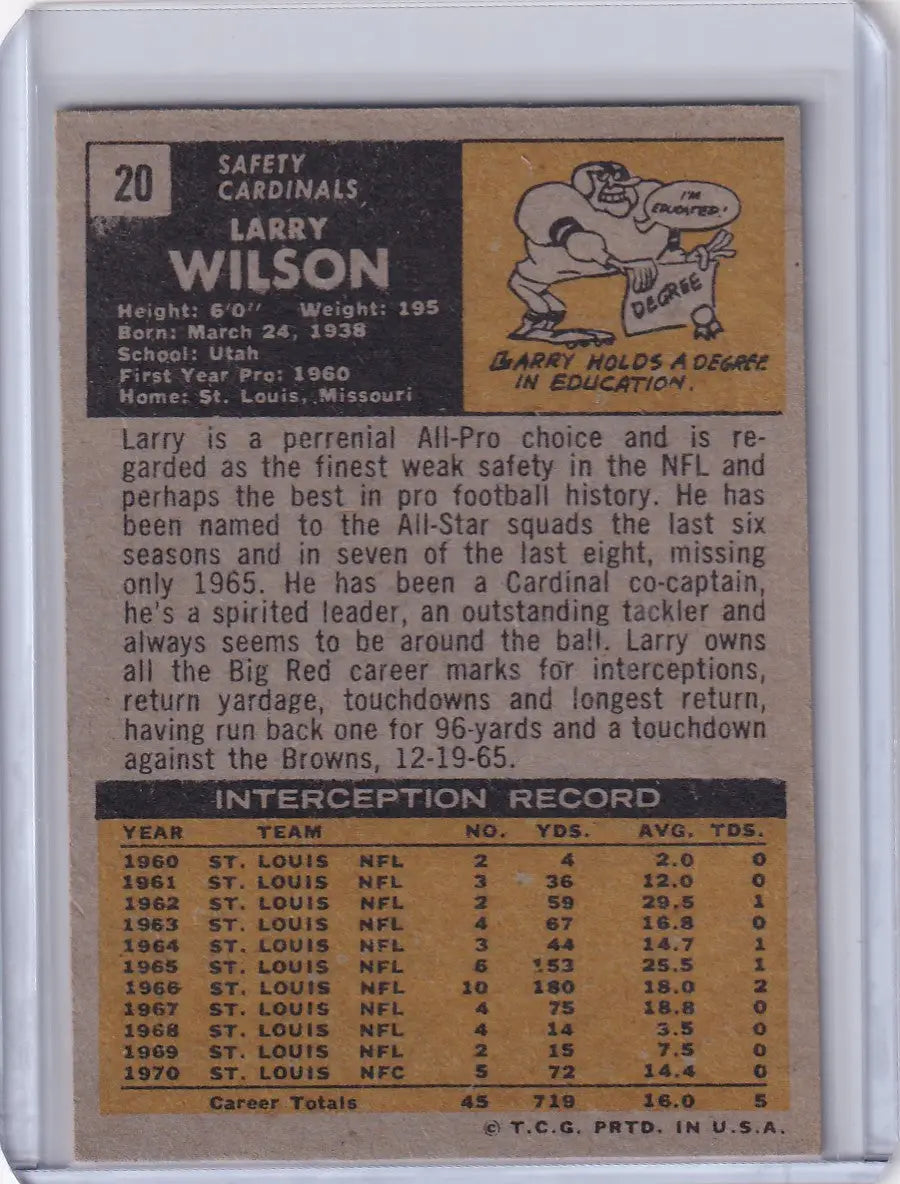 20
SAFETY
CARDINALS
LARRY
WILSON
Height: 6'0" Weight: 195
Born: March 24, 1938
School: Utah
First Year Pro: 1960
Home: St. Louis, Missouri
I'M
EDUCATED!
DEGREE
LARRY HOLDS A DEGREE
IN EDUCATION.
Larry is a perrenial All-Pro choice and is re-
garded as the finest weak safety in the NFL and
perhaps the best in pro football history. He has
been named to the All-Star squads the last six
seasons and in seven of the last eight, missing
only 1965. He has been a Cardinal co-captain,
he's a spirited leader, an outstanding tackler and
always seems to be around the ball. Larry owns
all the Big Red career marks for interceptions,
return yardage, touchdowns and longest return,
having run back one for 96-yards and a touchdown
against the Browns, 12-19-65.
INTERCEPTION RECORD
YEAR TEAM NO. YDS. AVG. TDS.
1960 ST. LOUIS NFL 2 4 2.0 0
1961 ST. LOUIS NFL 3 36 12.0 0
1962 ST. LOUIS NFL 2 59 29.5 1
1963 ST. LOUIS NFL 4 67 16.8 0
1964 ST. LOUIS NFL 3 44 14.7 1
1965 ST. LOUIS NFL 6 153 25.5 1
1966 ST. LOUIS NFL 10 180 18.0 2
1967 ST. LOUIS NFL 4 75 18.8 0
1968 ST. LOUIS NFL 4 14 3.5 0
1969 ST. LOUIS NFL 2 15 7.5 0
1970 ST. LOUIS NFC 5 72 14.4 0
Career Totals 45 719 16.0 5
© T.C.G. PRTD. IN U.S.A.